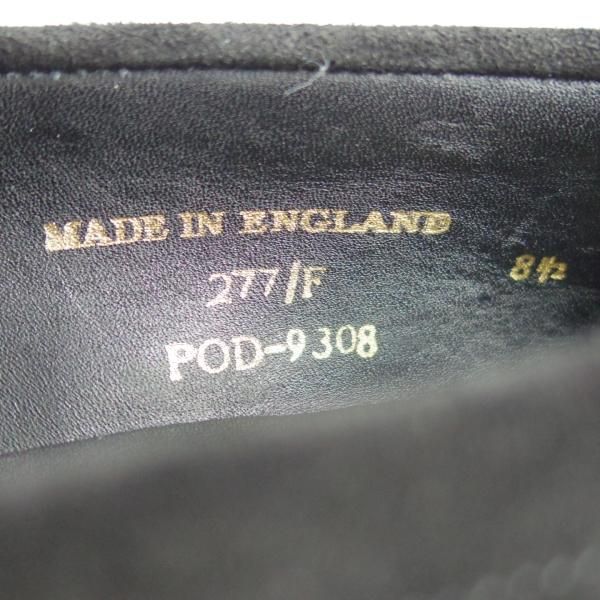 MADE IN ENGLAND
277/F 8½
POD-9308